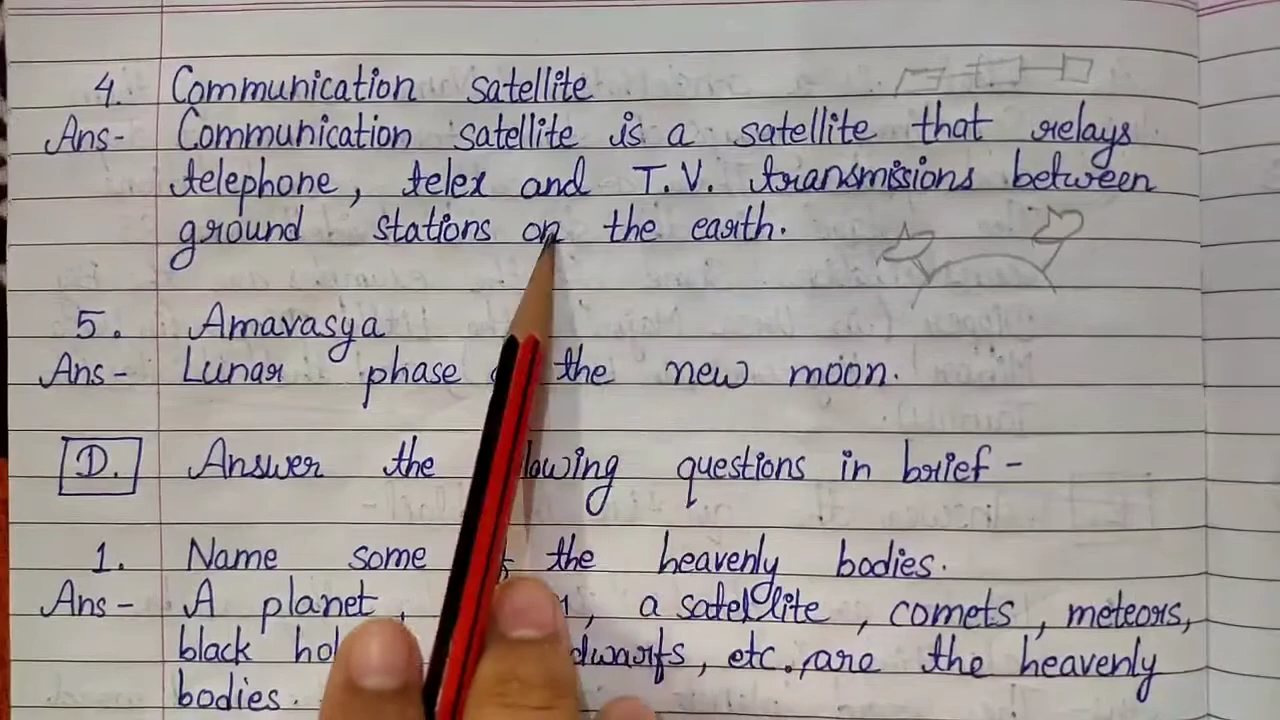 4. Communication satellite
Ans- Communication satellite is a satellite that relays
telephone, telex and T.V. transmissions between
ground stations on the earth.
5. Amavasya
Ans- Lunar phase the new moon.
D. Answer the questions in brief -
1. Name some the heavenly bodies.
Ans- A planet, a satellite, comets, meteors,
black dwarfs, etc. are the heavenly
bodies.